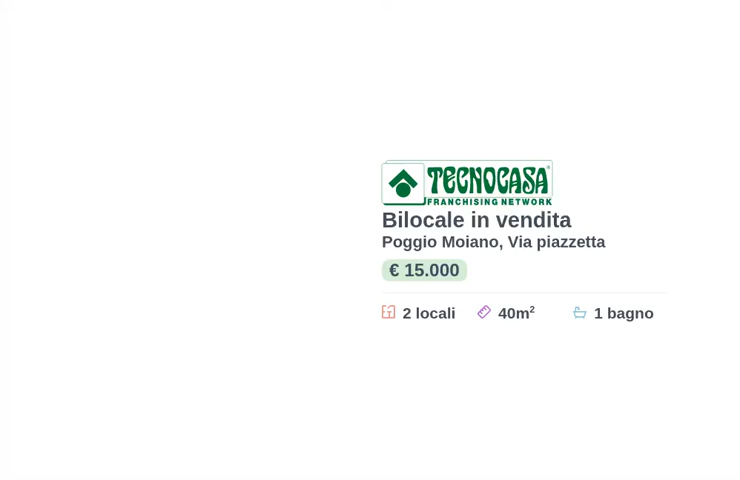 TECNOCASA
FRANCHISING NETWORK
Bilocale in vendita
Poggio Moiano, Via piazzetta
€ 15.000
2 locali 40m² 1 bagno